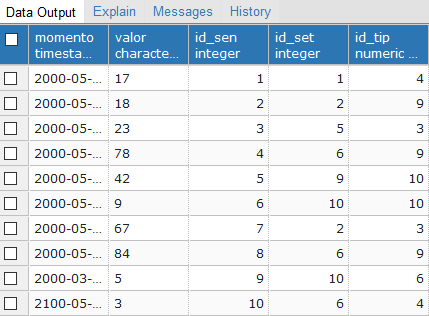 Data Output Explain Messages History
momento valor id_sen id_set id_tip
timesta... characte... integer integer numeric ...
2000-05-... 17 1 1 4
2000-05-... 18 2 2 9
2000-05-... 23 3 5 3
2000-05-... 78 4 6 9
2000-05-... 42 5 9 10
2000-05-... 9 6 10 10
2000-05-... 67 7 2 3
2000-05-... 84 8 6 9
2000-03-... 5 9 10 6
2100-05-... 3 10 6 4